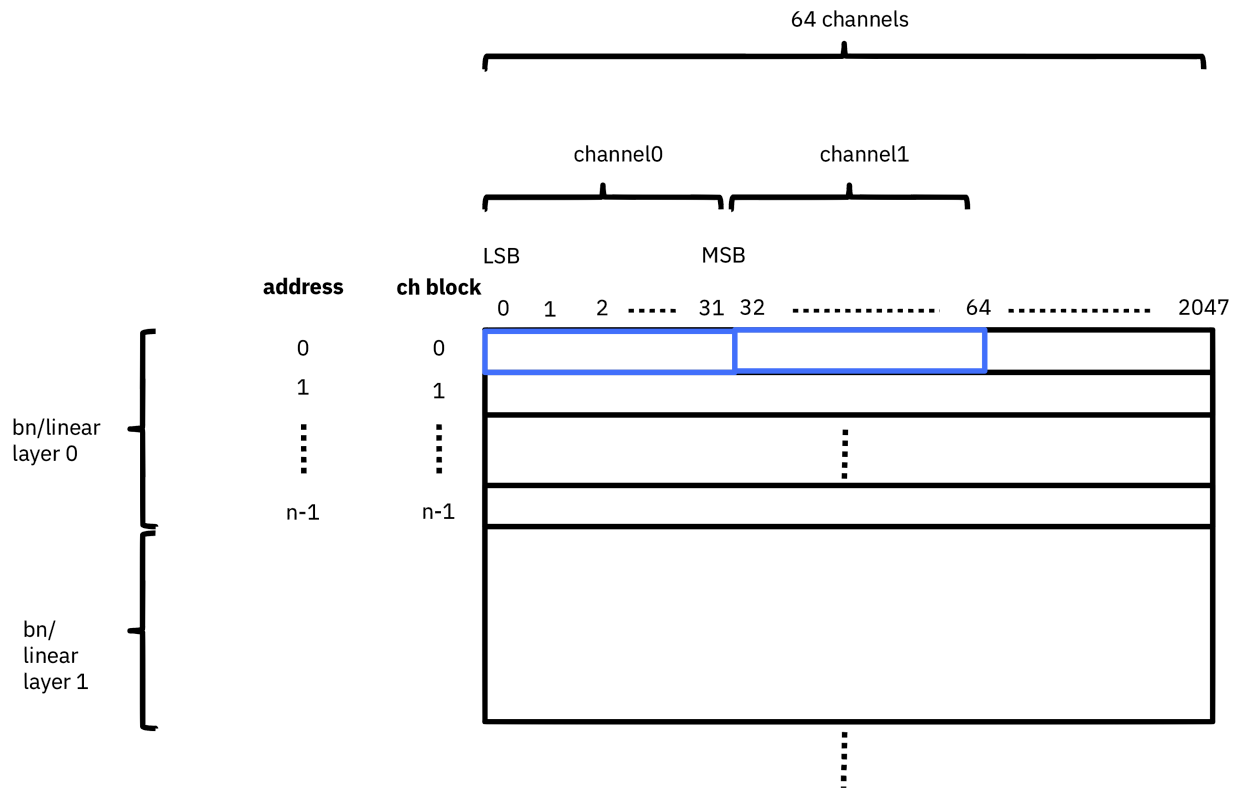 64 channels
channel0 channel1
LSB MSB
address ch block
0 1 2 31 32 64 2047
0 0
1 1
bn/linear
layer 0
n-1 n-1
bn/
linear
layer 1